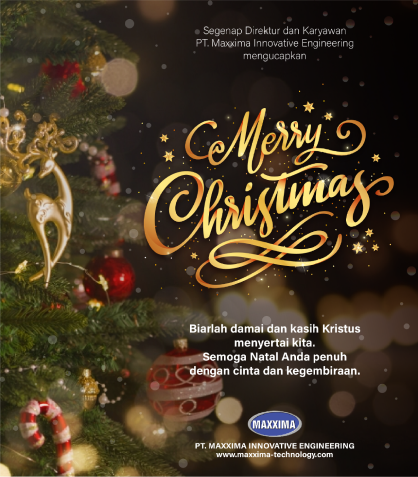 Segenap Direktur dan Karyawan
PT. Maxxima Innovative Engineering
mengucapkan
Merry
Christmas
Biarlah damai dan kasih Kristus
menyertai kita.
Semoga Natal Anda penuh
dengan cinta dan kegembiraan.
MAXXIMA
PT. MAXXIMA INNOVATIVE ENGINEERING
www.maxxima-technology.com